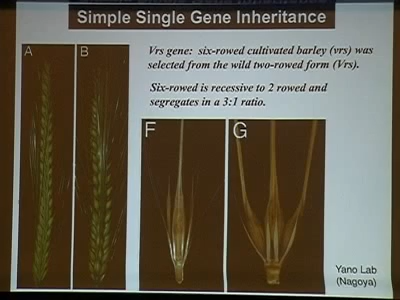 Simple Single Gene Inheritance
A B
Vrs gene: six-rowed cultivated barley (vrs) was
selected from the wild two-rowed form (Vrs).
Six-rowed is recessive to 2 rowed and
segregates in a 3:1 ratio.
F G
Yano Lab
(Nagoya)